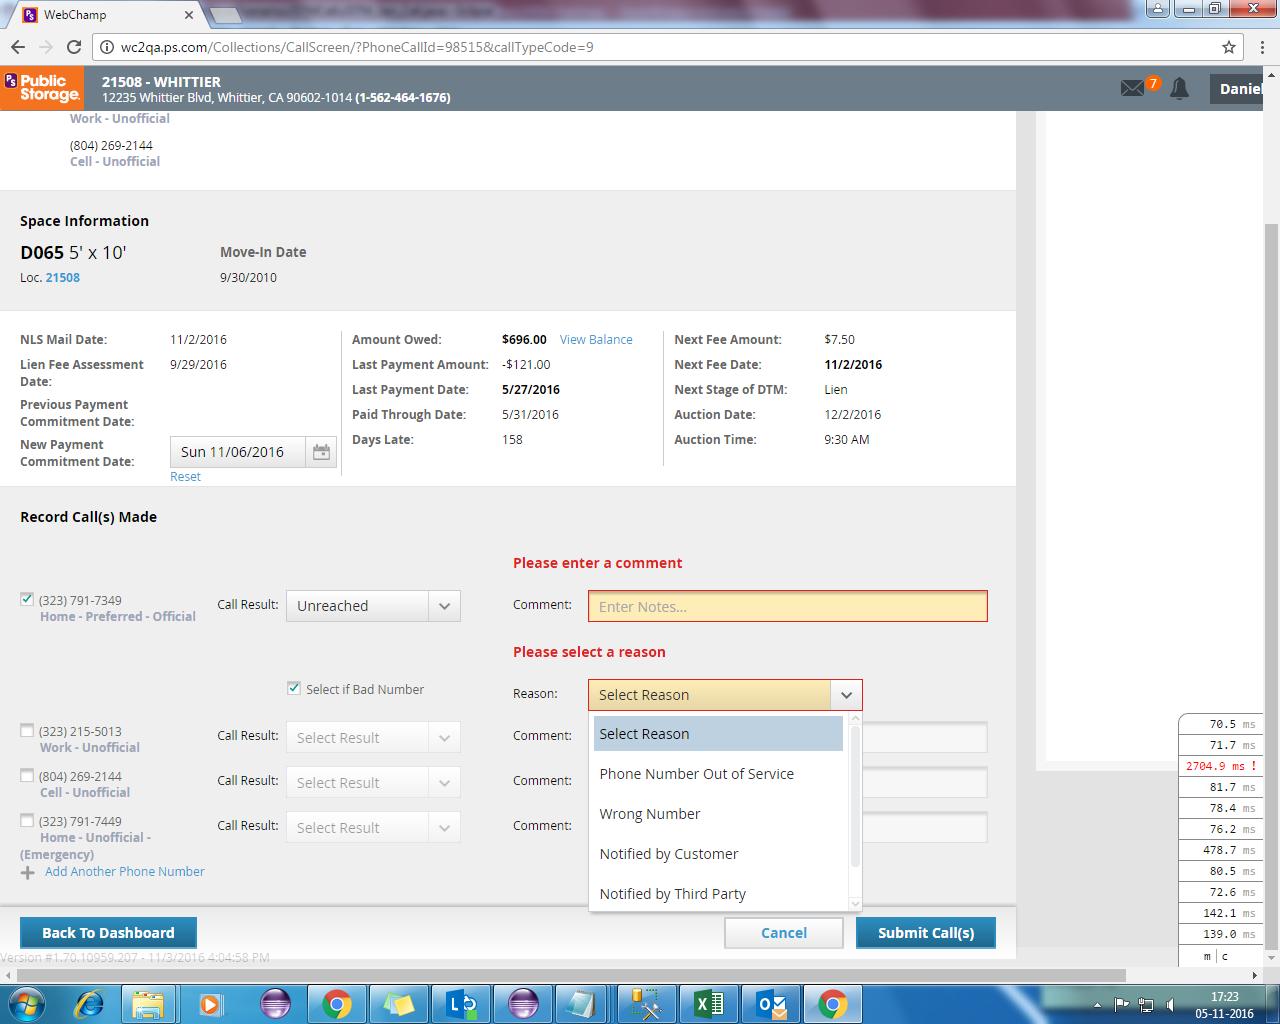 WebChamp
wc2qa.ps.com/Collections/CallScreen/?PhoneCallId=98515&callTypeCode=9
PS Public Storage.
21508 - WHITTIER
12235 Whittier Blvd, Whittier, CA 90602-1014 (1-562-464-1676)
7
Daniel
Work - Unofficial
(804) 269-2144
Cell - Unofficial
Space Information
D065 5' x 10'
Move-In Date
Loc. 21508
9/30/2010
NLS Mail Date: 11/2/2016
Lien Fee Assessment Date: 9/29/2016
Previous Payment Commitment Date:
New Payment Commitment Date: Sun 11/06/2016
Reset
Amount Owed: $696.00 View Balance
Last Payment Amount: -$121.00
Last Payment Date: 5/27/2016
Paid Through Date: 5/31/2016
Days Late: 158
Next Fee Amount: $7.50
Next Fee Date: 11/2/2016
Next Stage of DTM: Lien
Auction Date: 12/2/2016
Auction Time: 9:30 AM
Record Call(s) Made
Please enter a comment
(323) 791-7349
Home - Preferred - Official
Call Result: Unreached
Comment: Enter Notes...
Please select a reason
Select if Bad Number
Reason: Select Reason
Select Reason
Phone Number Out of Service
Wrong Number
Notified by Customer
Notified by Third Party
(323) 215-5013
Work - Unofficial
Call Result: Select Result
Comment:
(804) 269-2144
Cell - Unofficial
Call Result: Select Result
Comment:
(323) 791-7449
Home - Unofficial -
(Emergency)
Call Result: Select Result
Comment:
Add Another Phone Number
Back To Dashboard
Cancel
Submit Call(s)
Version #1.70.10959.207 - 11/3/2016 4:04:58 PM
70.5 ms
71.7 ms
2704.9 ms !
81.7 ms
78.4 ms
76.2 ms
478.7 ms
80.5 ms
72.6 ms
142.1 ms
139.0 ms
m | c
17:23
05-11-2016